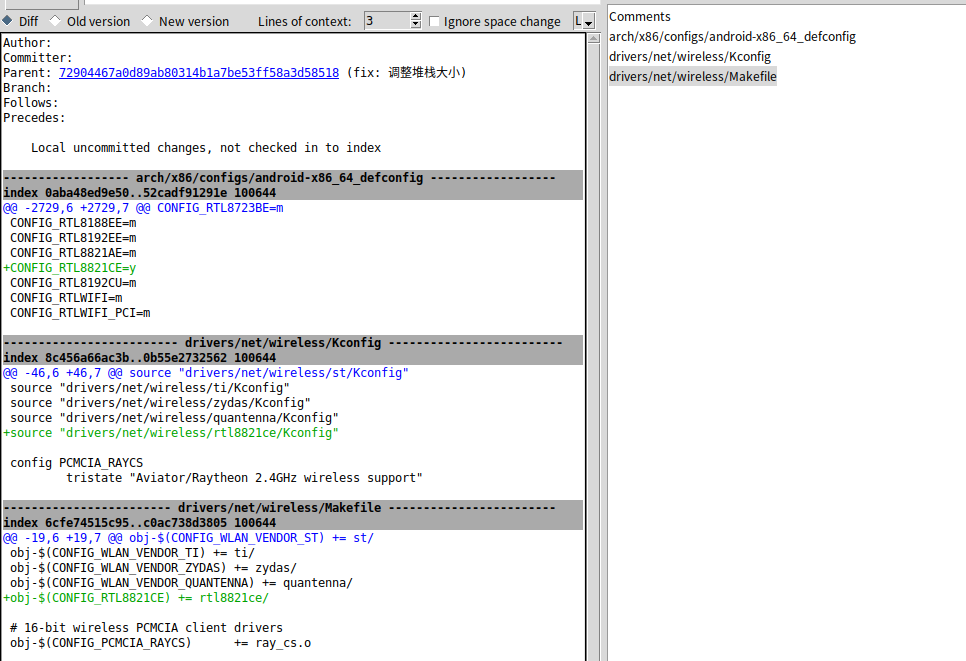 Diff Old version New version Lines of context: 3 Ignore space change L
Author:
Committer:
Parent: 72904467a0d89ab80314b1a7be53ff58a3d58518 (fix: 调整堆栈大小)
Branch:
Follows:
Precedes:
Local uncommitted changes, not checked in to index
------------------ arch/x86/configs/android-x86_64_defconfig ------------------
index 0aba48ed9e50..52cadf91291e 100644
@@ -2729,6 +2729,7 @@ CONFIG_RTL8723BE=m
CONFIG_RTL8188EE=m
CONFIG_RTL8192EE=m
CONFIG_RTL8821AE=m
+CONFIG_RTL8821CE=y
CONFIG_RTL8192CU=m
CONFIG_RTLWIFI=m
CONFIG_RTLWIFI_PCI=m
------------------------- drivers/net/wireless/Kconfig -------------------------
index 8c456a66ac3b..0b55e2732562 100644
@@ -46,6 +46,7 @@ source "drivers/net/wireless/st/Kconfig"
source "drivers/net/wireless/ti/Kconfig"
source "drivers/net/wireless/zydas/Kconfig"
source "drivers/net/wireless/quantenna/Kconfig"
+source "drivers/net/wireless/rtl8821ce/Kconfig"
config PCMCIA_RAYCS
tristate "Aviator/Raytheon 2.4GHz wireless support"
------------------------ drivers/net/wireless/Makefile ------------------------
index 6cfe74515c95..c0ac738d3805 100644
@@ -19,6 +19,7 @@ obj-$(CONFIG_WLAN_VENDOR_ST) += st/
obj-$(CONFIG_WLAN_VENDOR_TI) += ti/
obj-$(CONFIG_WLAN_VENDOR_ZYDAS) += zydas/
obj-$(CONFIG_WLAN_VENDOR_QUANTENNA) += quantenna/
+obj-$(CONFIG_RTL8821CE) += rtl8821ce/
# 16-bit wireless PCMCIA client drivers
obj-$(CONFIG_PCMCIA_RAYCS) += ray_cs.o
Comments
arch/x86/configs/android-x86_64_defconfig
drivers/net/wireless/Kconfig
drivers/net/wireless/Makefile